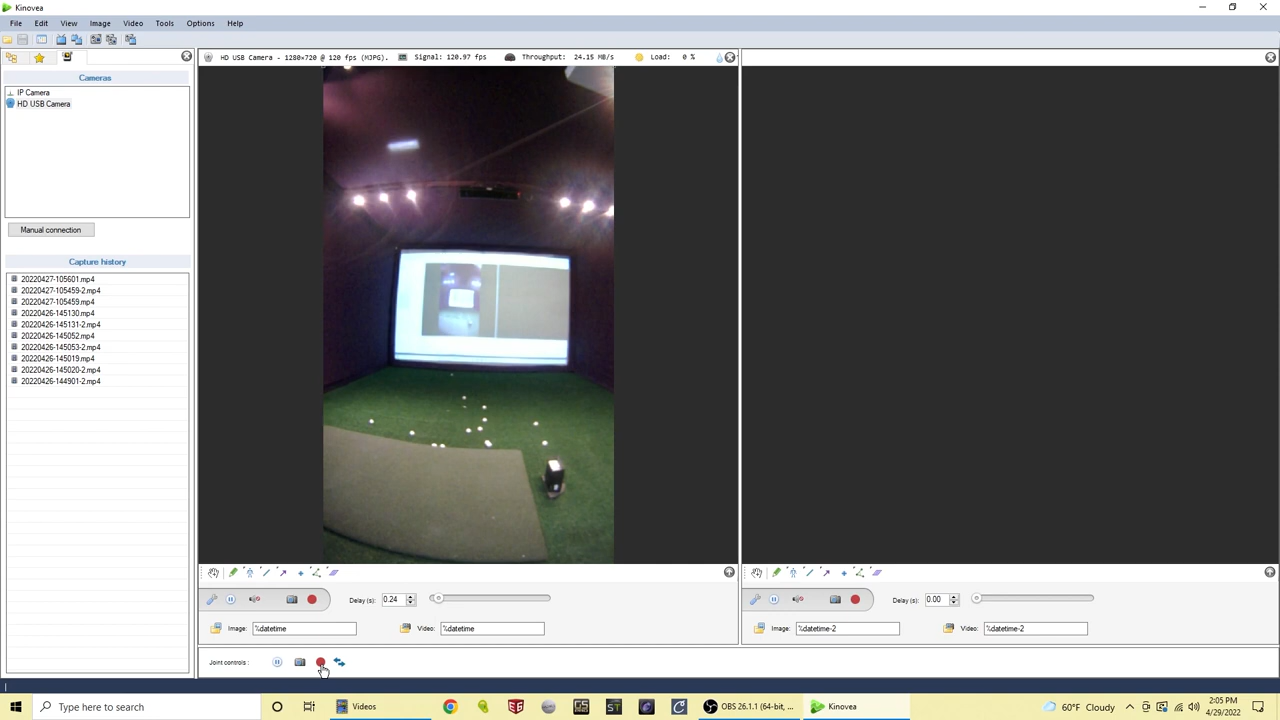 Kinovea
File Edit View Image Video Tools Options Help
HD USB Camera - 1280×720 @ 120 fps (MJPG). Signal: 120.97 fps Throughput: 24.15 MB/s Load: 0 %
Cameras
IP Camera
HD USB Camera
Manual connection
Capture history
20220427-105601.mp4
20220427-105459-2.mp4
20220427-105459.mp4
20220426-145130.mp4
20220426-145131-2.mp4
20220426-145052.mp4
20220426-145053-2.mp4
20220426-145019.mp4
20220426-145020-2.mp4
20220426-144901-2.mp4
Delay (s): 0.24
Image: %datetime Video: %datetime
Delay (s): 0.00
Image: %datetime-2 Video: %datetime-2
Joint controls :
Type here to search
Videos
GS
ST
OBS 26.1.1 (64-bit, ...
Kinovea
60°F Cloudy
2:05 PM
4/29/2022